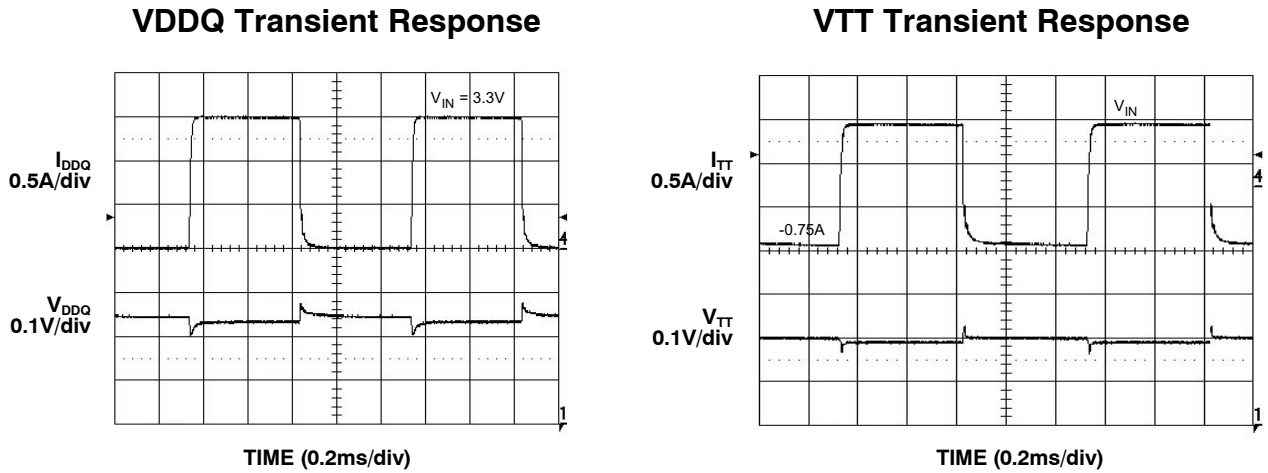 VDDQ Transient Response
VIN = 3.3V
IDDQ
0.5A/div
4
VDDQ
0.1V/div
1
TIME (0.2ms/div)
VTT Transient Response
VIN
ITT
0.5A/div
4
-0.75A
VTT
0.1V/div
1
TIME (0.2ms/div)